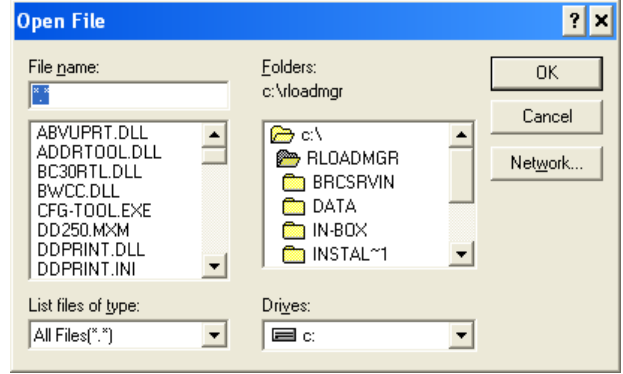 Open File
File name:
*.*
ABVUPRT.DLL
ADDRTOOL.DLL
BC30RTL.DLL
BWCC.DLL
CFG-TOOL.EXE
DD250.MXM
DDPRINT.DLL
DDPRINT.INI
List files of type:
All Files(*.*)
Folders:
c:\rloadmgr
c:\
RLOADMGR
BRCSRVIN
DATA
IN-BOX
INSTAL~1
Drives:
c:
OK
Cancel
Network...